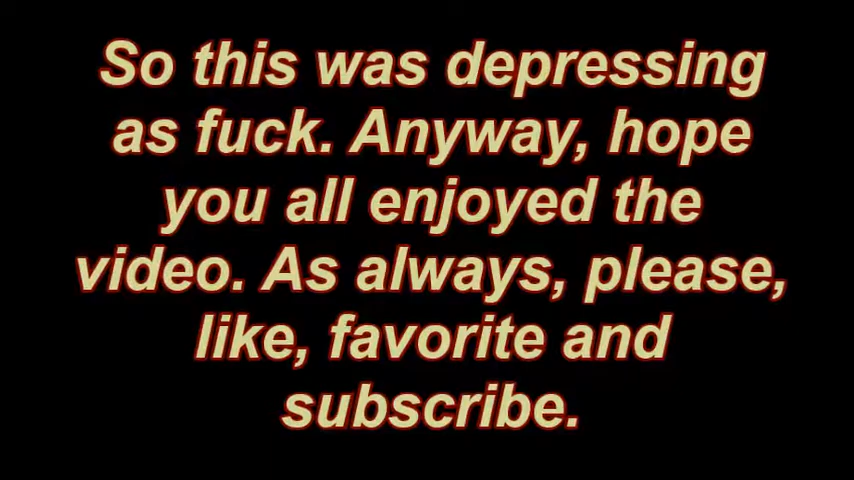 So this was depressing
as fuck. Anyway, hope
you all enjoyed the
video. As always, please,
like, favorite and
subscribe.